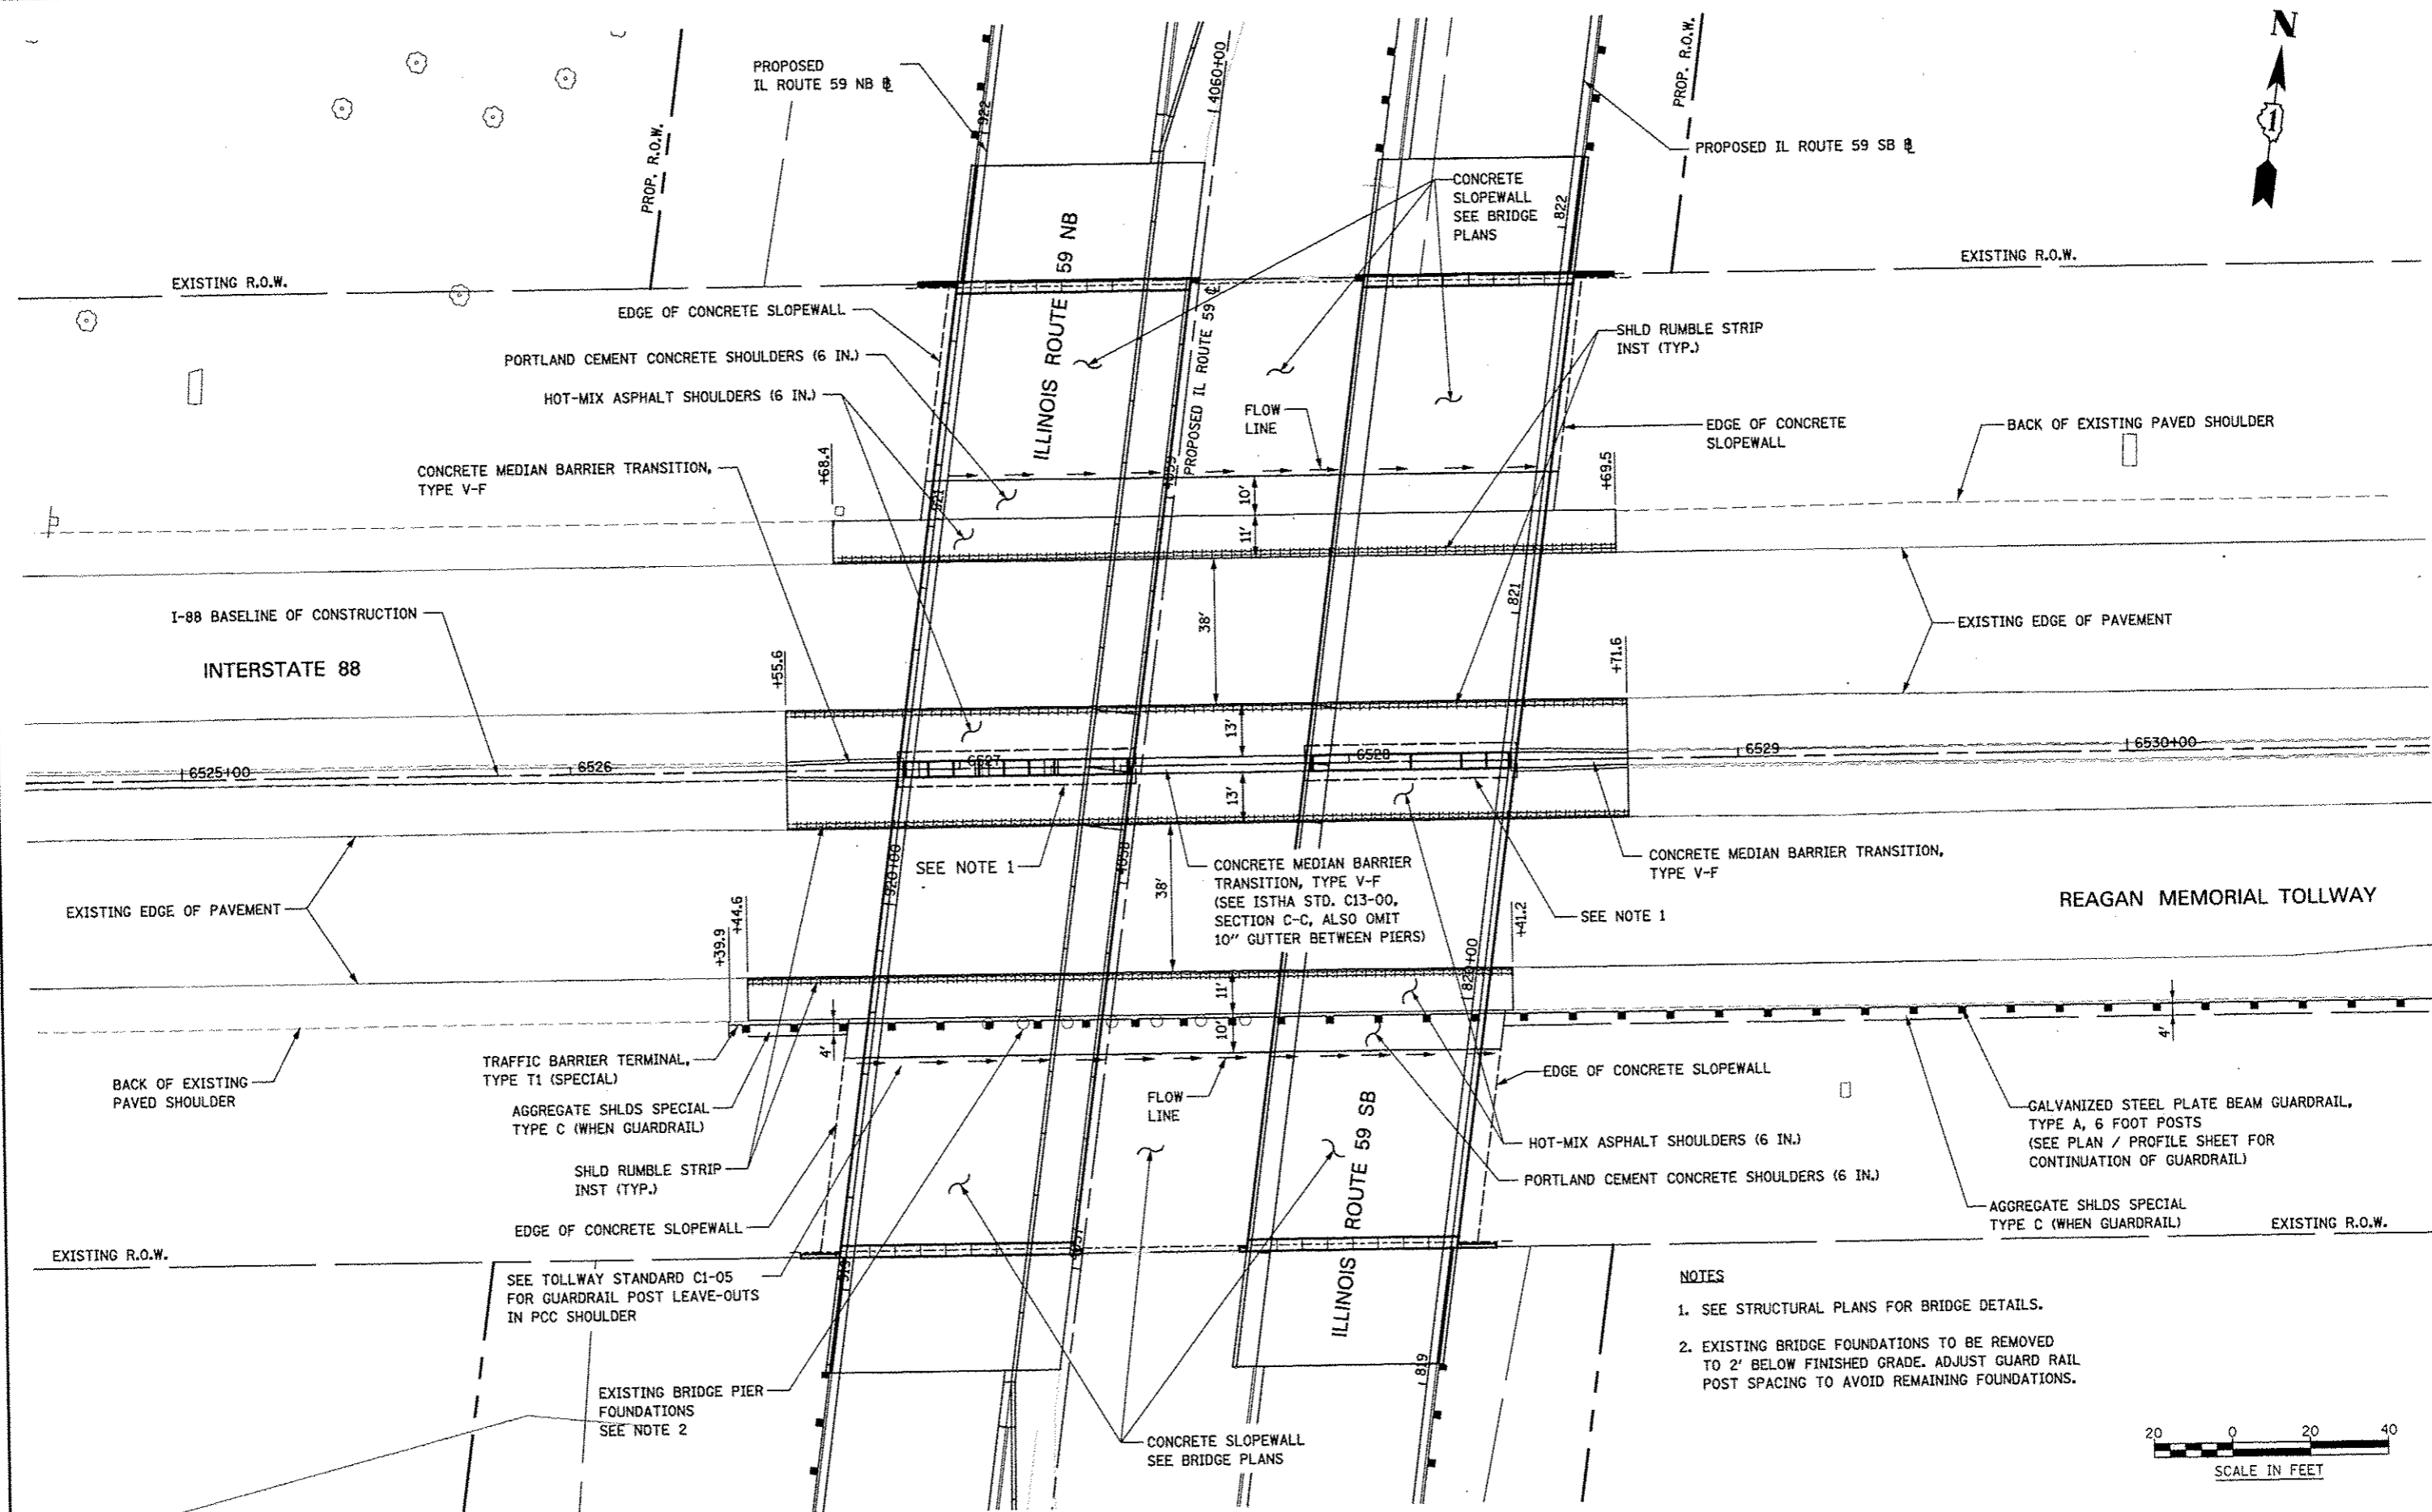 N
1
PROPOSED
IL ROUTE 59 NB ⅊
PROP. R.O.W.
922
4060+00
PROP. R.O.W.
PROPOSED IL ROUTE 59 SB ⅊
CONCRETE
SLOPEWALL
SEE BRIDGE
PLANS
822
ILLINOIS ROUTE 59 NB
PROPOSED IL ROUTE 59 ℄
EXISTING R.O.W.
EXISTING R.O.W.
EDGE OF CONCRETE SLOPEWALL
PORTLAND CEMENT CONCRETE SHOULDERS (6 IN.)
HOT-MIX ASPHALT SHOULDERS (6 IN.)
SHLD RUMBLE STRIP
INST (TYP.)
FLOW
LINE
EDGE OF CONCRETE
SLOPEWALL
BACK OF EXISTING PAVED SHOULDER
CONCRETE MEDIAN BARRIER TRANSITION,
TYPE V-F
+68.4
921
4059
10'
11'
+69.5
I-88 BASELINE OF CONSTRUCTION
INTERSTATE 88
38'
821
EXISTING EDGE OF PAVEMENT
+55.6
+71.6
13'
13'
6525+00
6526
6527
6528
6529
6530+00
SEE NOTE 1
920+00
4058
CONCRETE MEDIAN BARRIER
TRANSITION, TYPE V-F
(SEE ISTHA STD. C13-00,
SECTION C-C, ALSO OMIT
10" GUTTER BETWEEN PIERS)
38'
CONCRETE MEDIAN BARRIER TRANSITION,
TYPE V-F
SEE NOTE 1
REAGAN MEMORIAL TOLLWAY
EXISTING EDGE OF PAVEMENT
+39.9
+44.6
+41.2
820+00
11'
10'
4'
4'
BACK OF EXISTING
PAVED SHOULDER
TRAFFIC BARRIER TERMINAL,
TYPE T1 (SPECIAL)
AGGREGATE SHLDS SPECIAL
TYPE C (WHEN GUARDRAIL)
SHLD RUMBLE STRIP
INST (TYP.)
EDGE OF CONCRETE SLOPEWALL
FLOW
LINE
EDGE OF CONCRETE SLOPEWALL
HOT-MIX ASPHALT SHOULDERS (6 IN.)
PORTLAND CEMENT CONCRETE SHOULDERS (6 IN.)
GALVANIZED STEEL PLATE BEAM GUARDRAIL,
TYPE A, 6 FOOT POSTS
(SEE PLAN / PROFILE SHEET FOR
CONTINUATION OF GUARDRAIL)
AGGREGATE SHLDS SPECIAL
TYPE C (WHEN GUARDRAIL)
EXISTING R.O.W.
EXISTING R.O.W.
ILLINOIS ROUTE 59 SB
919
819
SEE TOLLWAY STANDARD C1-05
FOR GUARDRAIL POST LEAVE-OUTS
IN PCC SHOULDER
EXISTING BRIDGE PIER
FOUNDATIONS
SEE NOTE 2
CONCRETE SLOPEWALL
SEE BRIDGE PLANS
NOTES
1. SEE STRUCTURAL PLANS FOR BRIDGE DETAILS.
2. EXISTING BRIDGE FOUNDATIONS TO BE REMOVED
TO 2' BELOW FINISHED GRADE. ADJUST GUARD RAIL
POST SPACING TO AVOID REMAINING FOUNDATIONS.
20 0 20 40
SCALE IN FEET